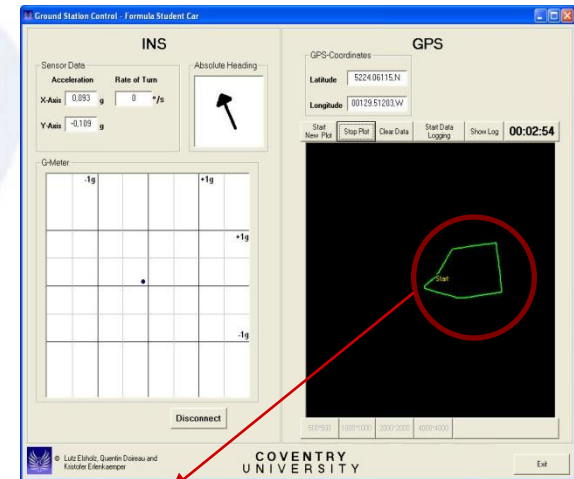 Ground Station Control - Formula Student Car
INS
Sensor Data
Acceleration Rate of Turn
X-Axis 0,093 g 0 °/s
Y-Axis -0,109 g
Absolute Heading
G-Meter
-1g +1g
+1g
-1g
Disconnect
GPS
GPS-Coordinates
Latitude 5224.06115,N
Longitude 00129.51203,W
Start New Plot Stop Plot Clear Data Start Data Logging Show Log 00:02:54
Start
500*500 1000*1000 2000*2000 4000*4000
© Lutz Elsholz, Quentin Doireau and
Kristofer Erlenkaemper
COVENTRY
UNIVERSITY
Exit